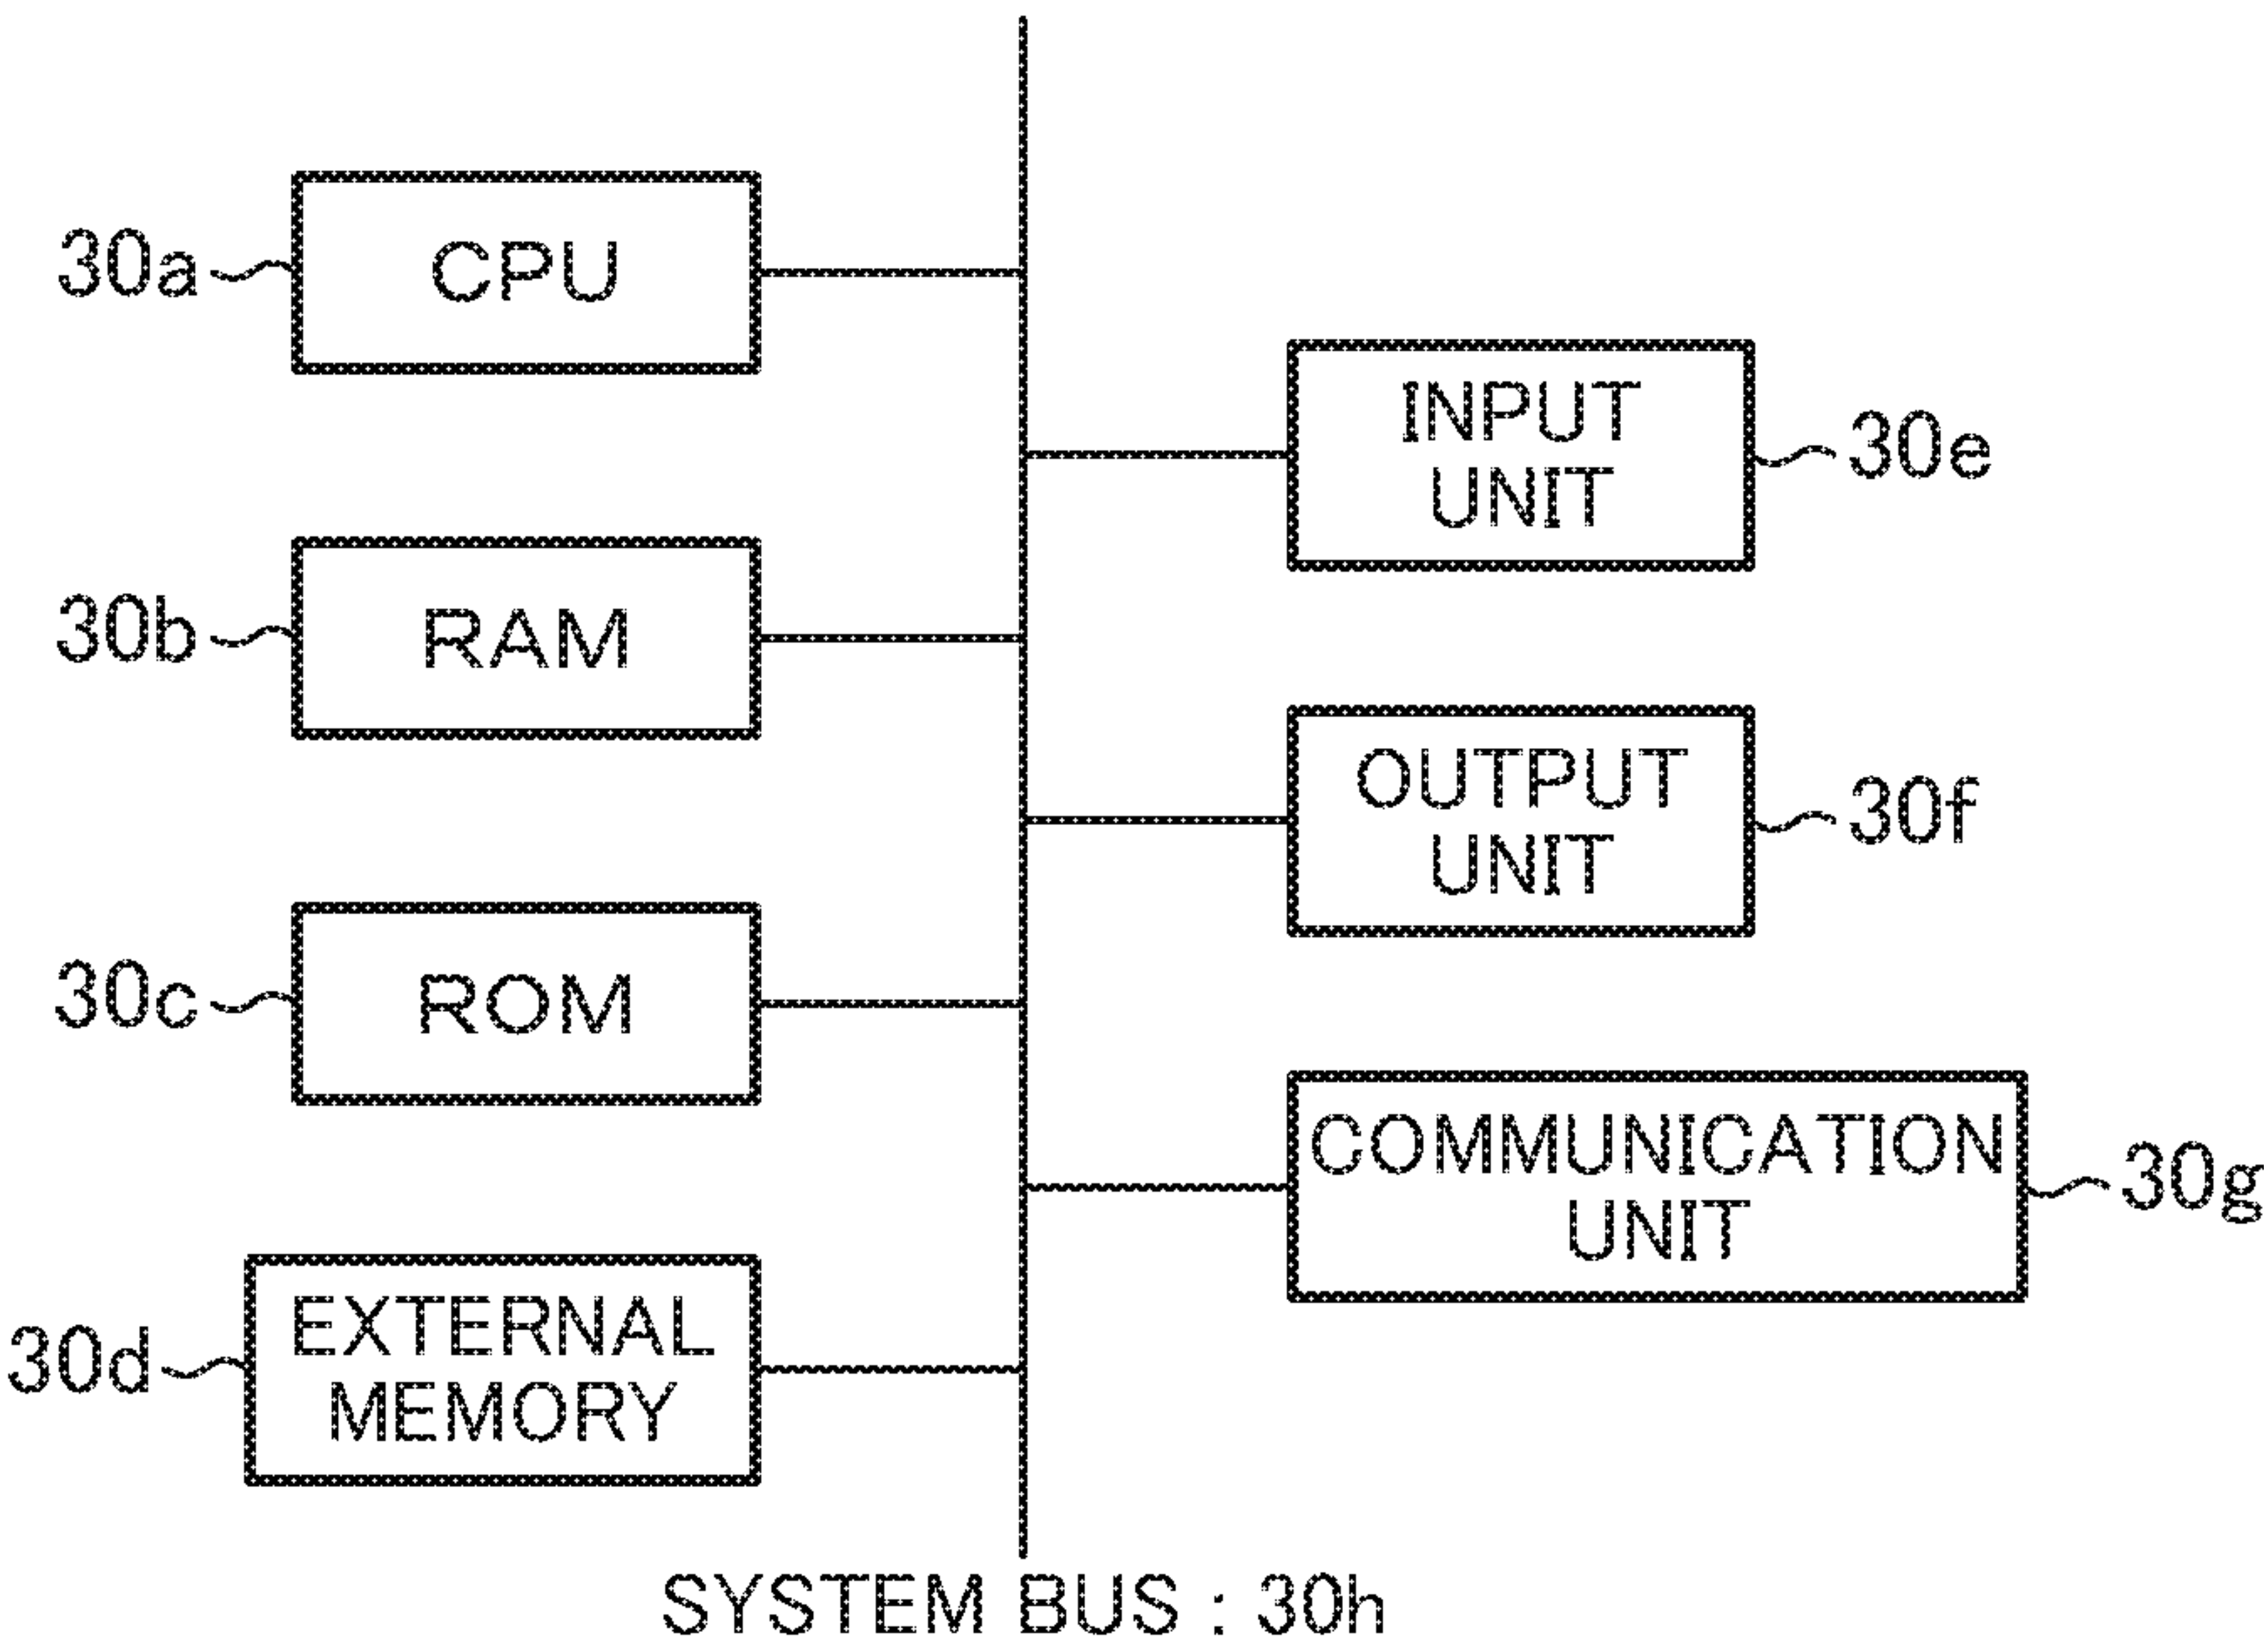 30a CPU
INPUT
UNIT
30e
30b RAM
OUTPUT
UNIT
30f
30c ROM
COMMUNICATION
UNIT
30g
30d
EXTERNAL
MEMORY
SYSTEM BUS : 30h